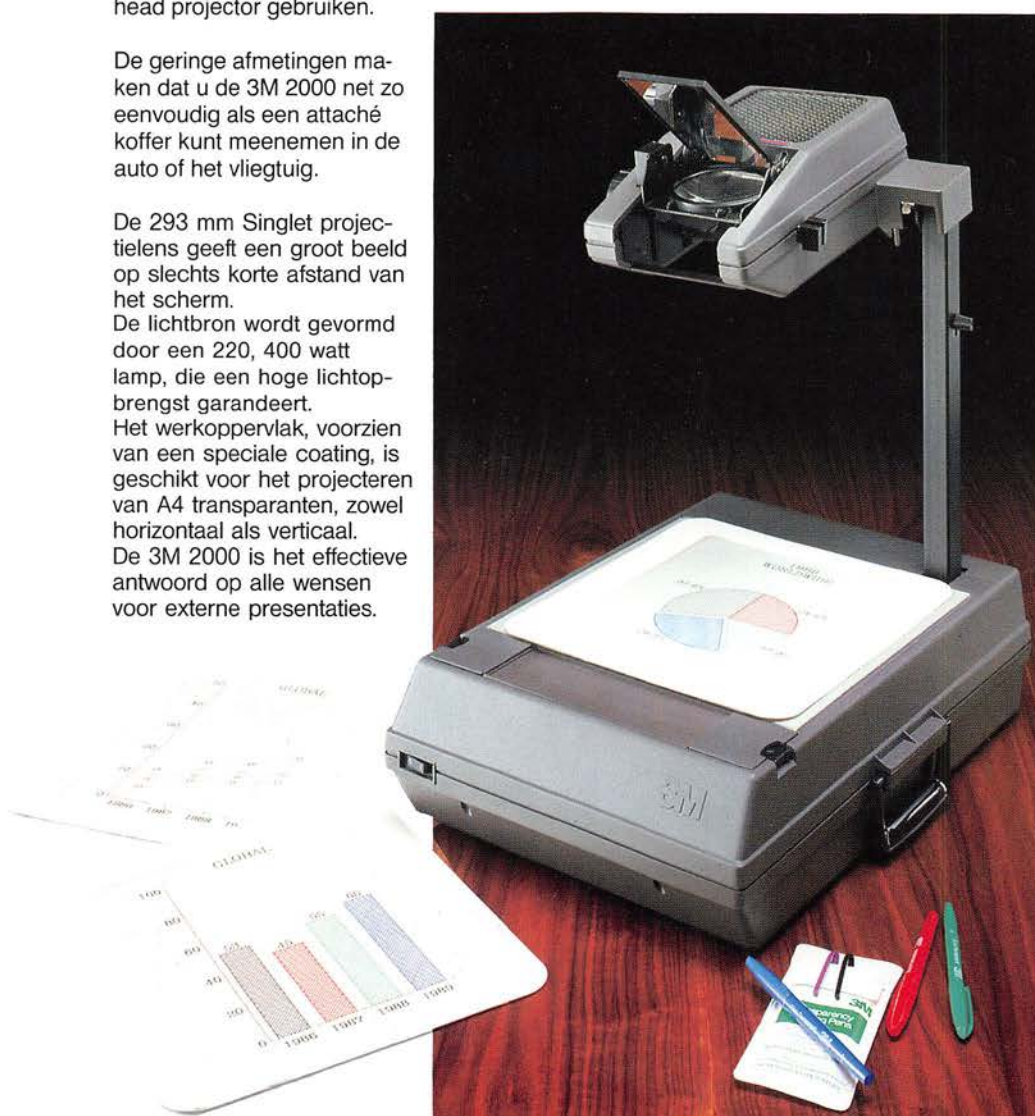 head projector gebruiken.
De geringe afmetingen ma-
ken dat u de 3M 2000 net zo
eenvoudig als een attaché
koffer kunt meenemen in de
auto of het vliegtuig.
De 293 mm Singlet projec-
tielens geeft een groot beeld
op slechts korte afstand van
het scherm.
De lichtbron wordt gevormd
door een 220, 400 watt
lamp, die een hoge lichtop-
brengst garandeert.
Het werkoppervlak, voorzien
van een speciale coating, is
geschikt voor het projecteren
van A4 transparanten, zowel
horizontaal als verticaal.
De 3M 2000 is het effectieve
antwoord op alle wensen
voor externe presentaties.
3M
GLOBAL
GLOBAL
100
80
60
40
20
0
1986
1987
1988
1989
3M
Pens